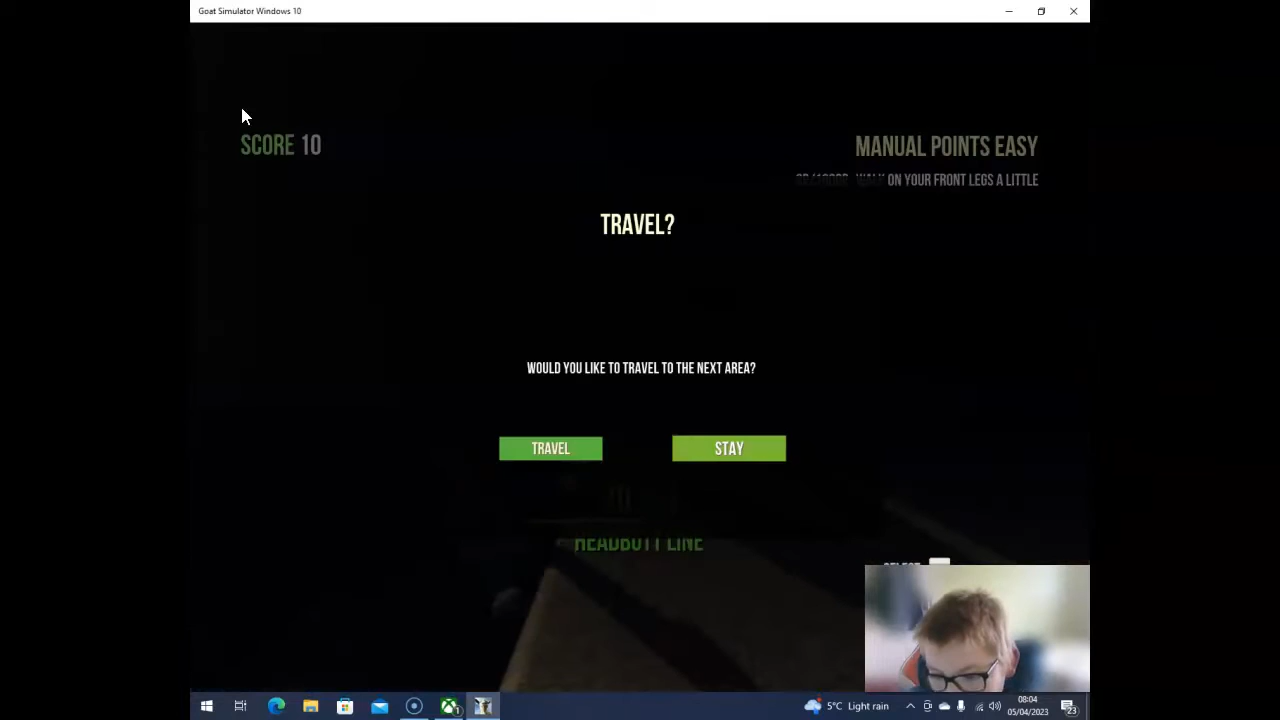 Goat Simulator Windows 10
SCORE 10
MANUAL POINTS EASY
ON YOUR FRONT LEGS A LITTLE
TRAVEL?
WOULD YOU LIKE TO TRAVEL TO THE NEXT AREA?
TRAVEL
STAY
HEADBUTT LINE
5°C Light rain
08:04
05/04/2023
23